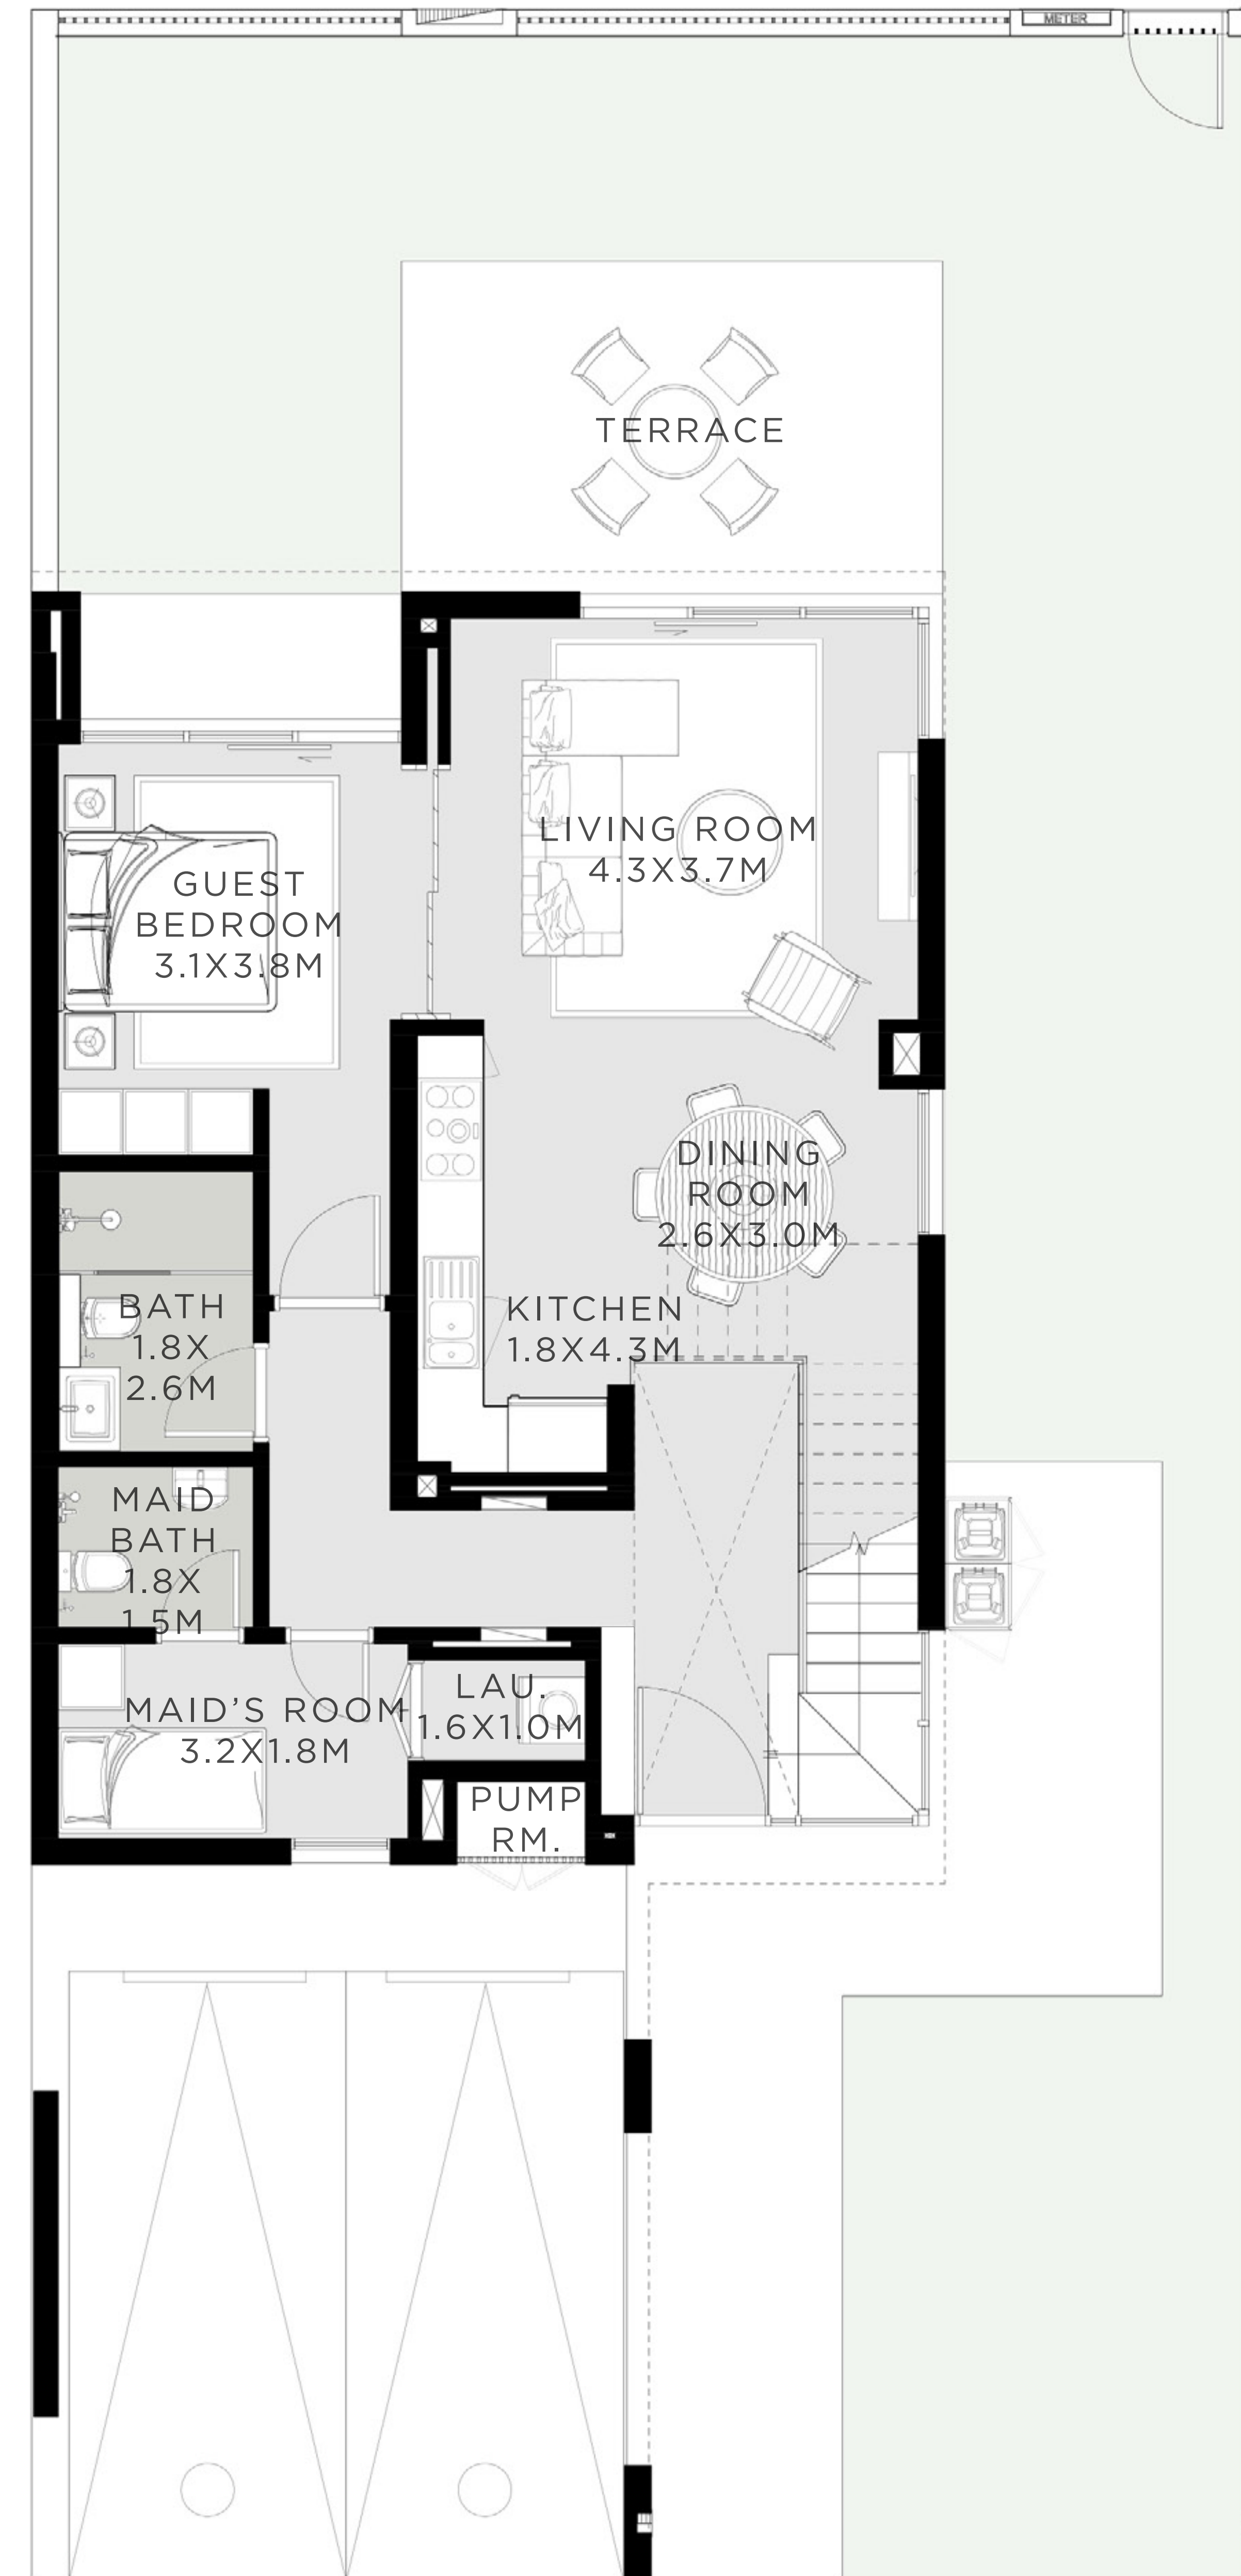 METER
TERRACE
LIVING ROOM
4.3X3.7M
GUEST
BEDROOM
3.1X3.8M
DINING
ROOM
2.6X3.0M
KITCHEN
1.8X4.3M
BATH
1.8X
2.6M
MAID
BATH
1.8X
1.5M
MAID'S ROOM
3.2X1.8M
LAU.
1.6X1.0M
PUMP
RM.